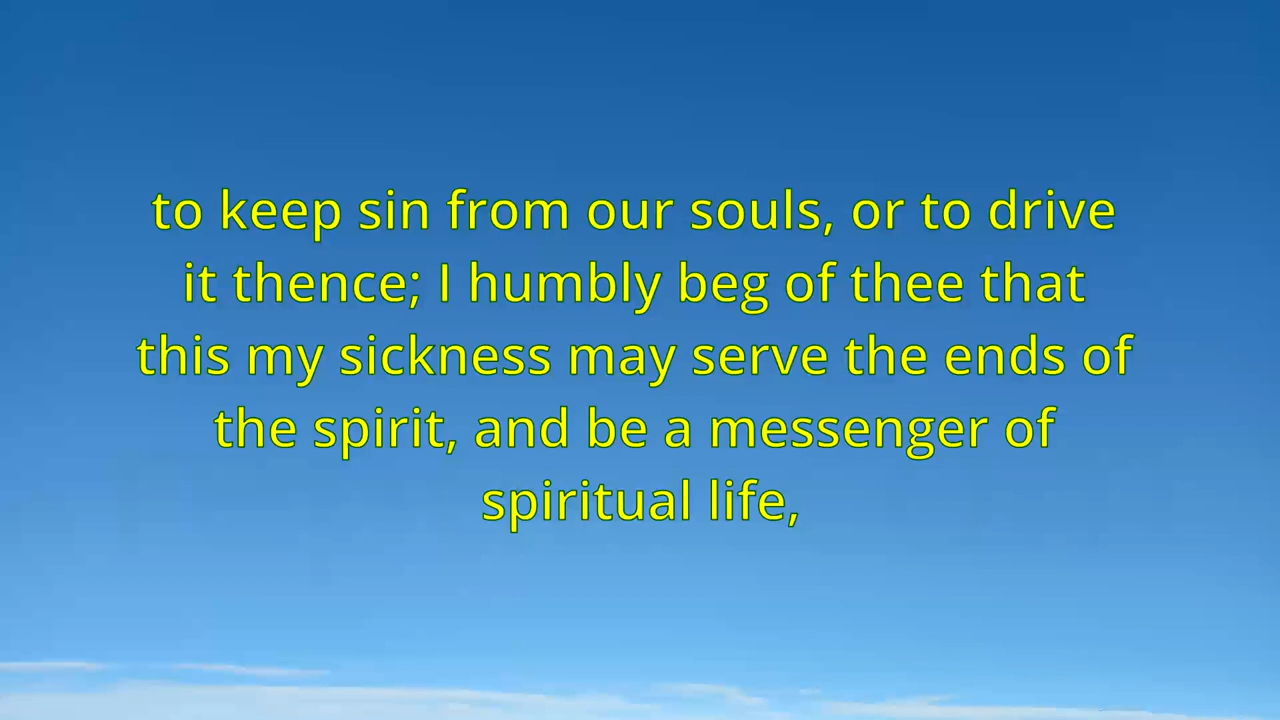 to keep sin from our souls, or to drive
it thence; I humbly beg of thee that
this my sickness may serve the ends of
the spirit, and be a messenger of
spiritual life,